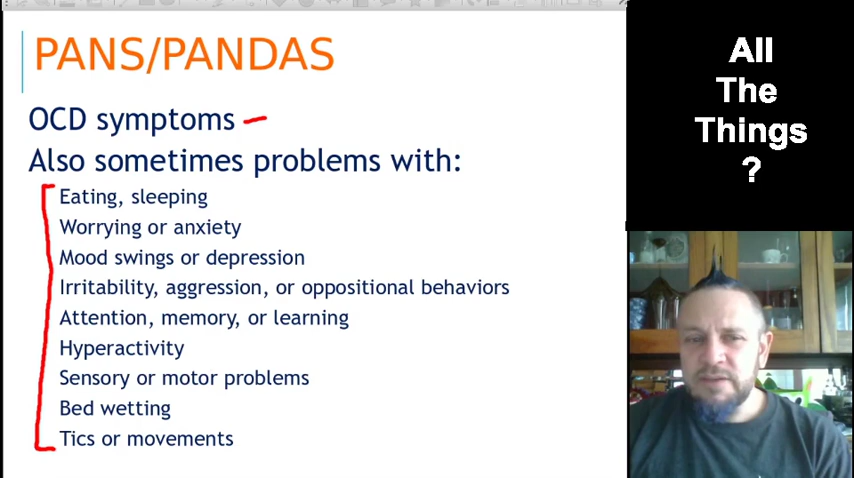 PANS/PANDAS
OCD symptoms
Also sometimes problems with:
Eating, sleeping
Worrying or anxiety
Mood swings or depression
Irritability, aggression, or oppositional behaviors
Attention, memory, or learning
Hyperactivity
Sensory or motor problems
Bed wetting
Tics or movements
All
The
Things
?